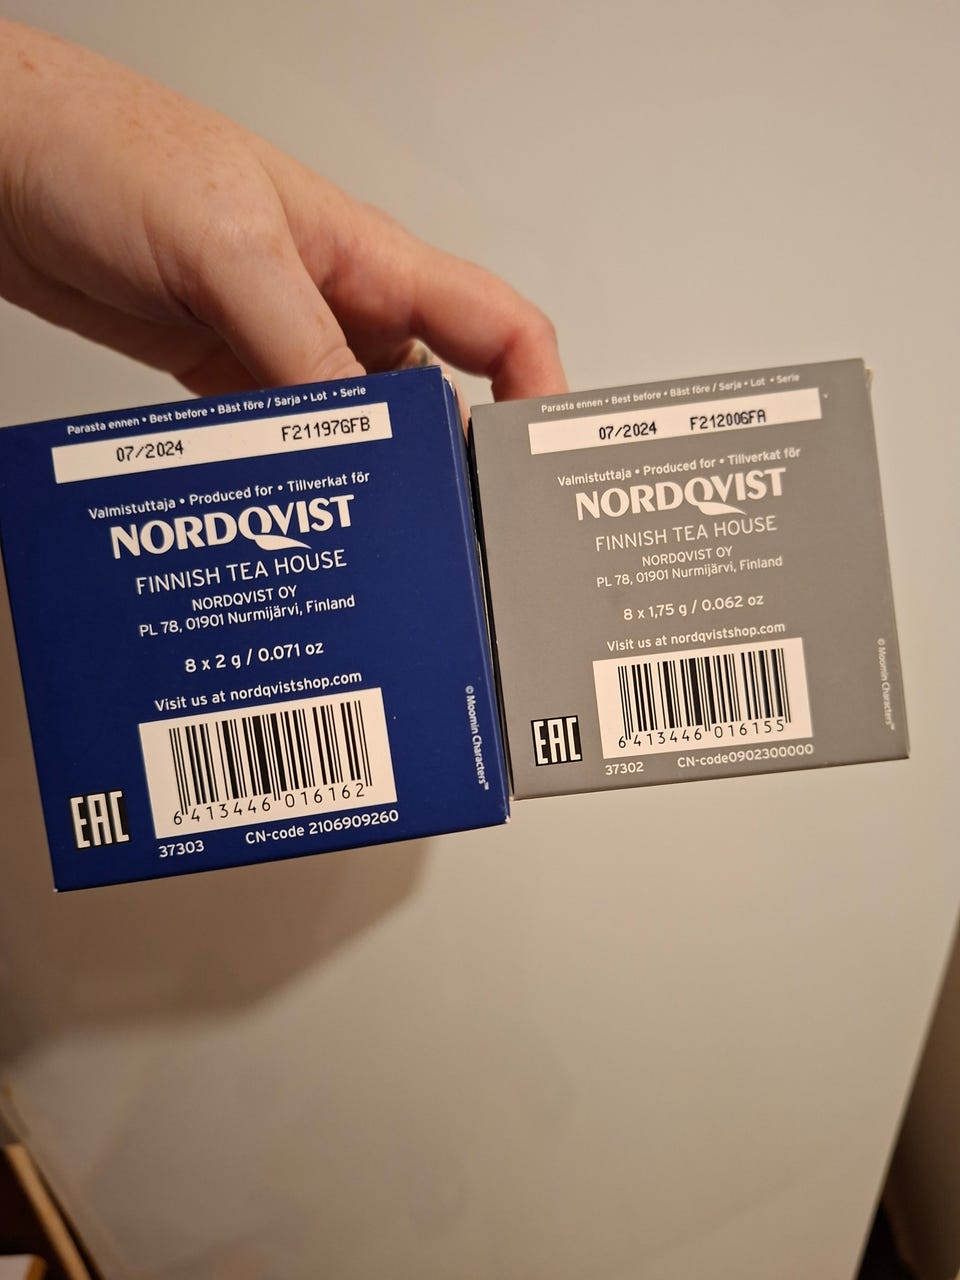 Parasta ennen • Best before • Bäst före / Sarja • Lot • Serie
07/2024 F211976FB
Valmistuttaja • Produced for • Tillverkat för
NORDQVIST
FINNISH TEA HOUSE
NORDQVIST OY
PL 78, 01901 Nurmijärvi, Finland
8 x 2 g / 0.071 oz
Visit us at nordqvistshop.com
6 413446 016162
EAC
37303 CN-code 2106909260
© Moomin Characters™
Parasta ennen • Best before • Bäst före / Sarja • Lot • Serie
07/2024 F212006FA
Valmistuttaja • Produced for • Tillverkat för
NORDQVIST
FINNISH TEA HOUSE
NORDQVIST OY
PL 78, 01901 Nurmijärvi, Finland
8 x 1,75 g / 0.062 oz
Visit us at nordqvistshop.com
6 413446 016155
EAC
37302 CN-code0902300000
© Moomin Characters™